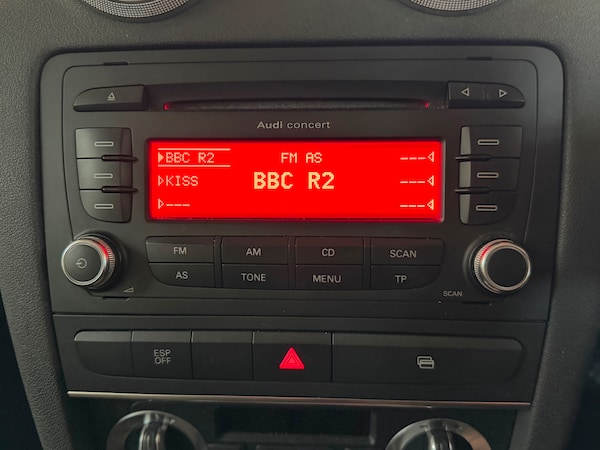 Audi concert
BBC R2 FM AS ---
KISS BBC R2 ---
--- ---
FM AM CD SCAN
AS TONE MENU TP
SCAN
ESP
OFF